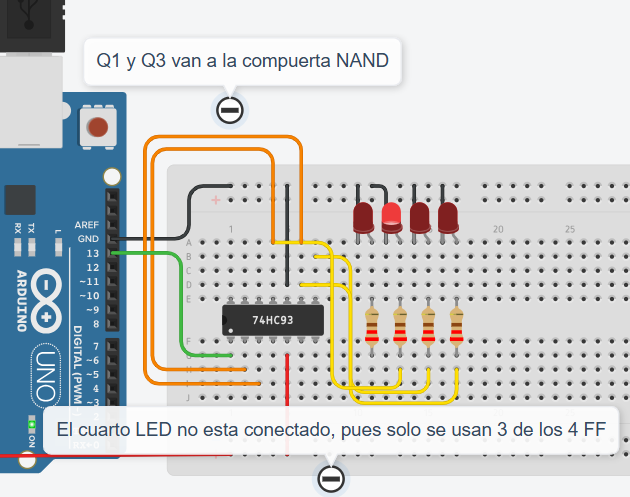 Q1 y Q3 van a la compuerta NAND
AREF
GND
13
12
~11
~10
~9
8
7
~6
~5
4
~3
2
RX
TX
L
ARDUINO
UNO
DIGITAL (PWM
ON
1
20
25
A
B
C
D
E
F
G
H
I
J
74HC93
El cuarto LED no esta conectado, pues solo se usan 3 de los 4 FF